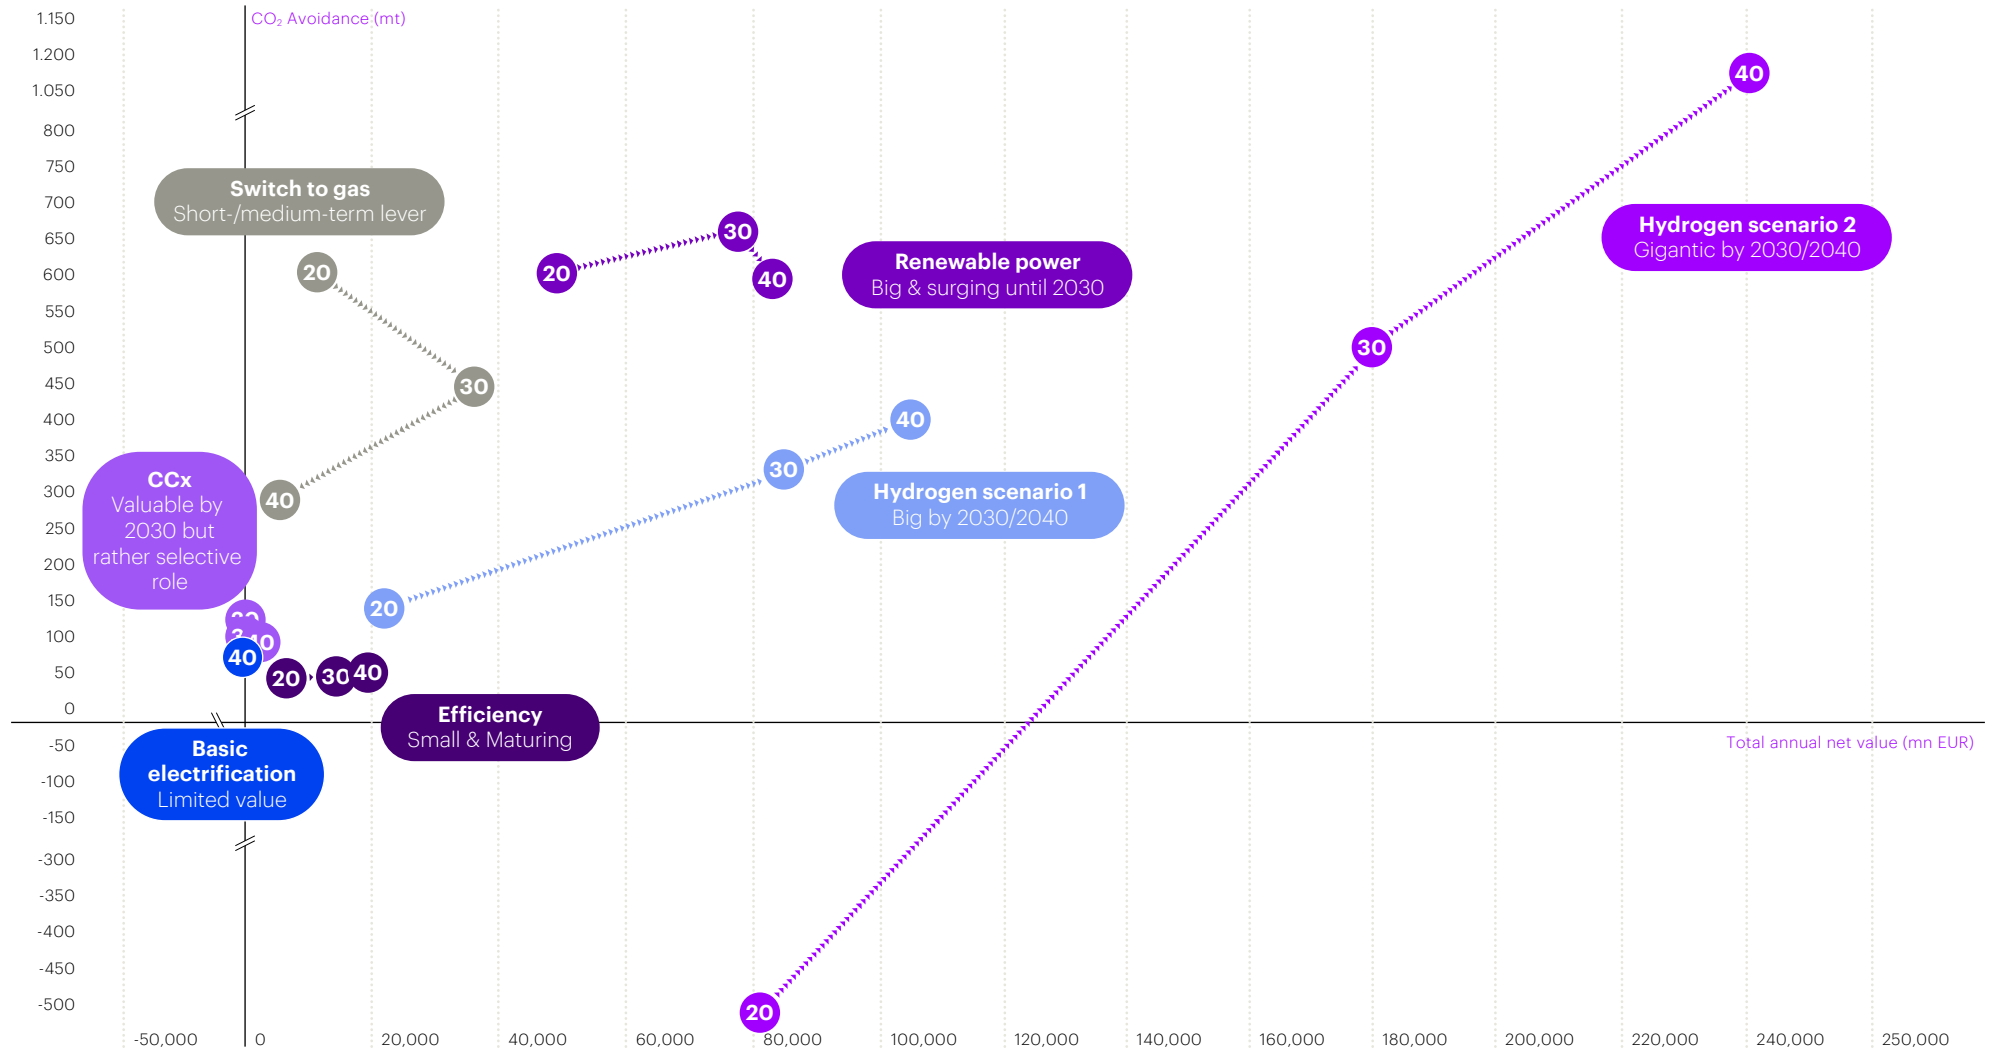 1.150
CO₂ Avoidance (mt)
1.200
1.050
800
750
700
650
600
550
500
450
400
350
300
250
200
150
100
50
0
-50
-100
-150
-300
-350
-400
-450
-500
Switch to gas
Short-/medium-term lever
20
30
40
20
30
40
Renewable power
Big & surging until 2030
40
30
20
Hydrogen scenario 2
Gigantic by 2030/2040
40
30
20
Hydrogen scenario 1
Big by 2030/2040
CCx
Valuable by
2030 but
rather selective
role
40
20
30
40
Efficiency
Small & Maturing
Basic
electrification
Limited value
Total annual net value (mn EUR)
-50,000
0
20,000
40,000
60,000
80,000
100,000
120,000
140,000
160,000
180,000
200,000
220,000
240,000
250,000